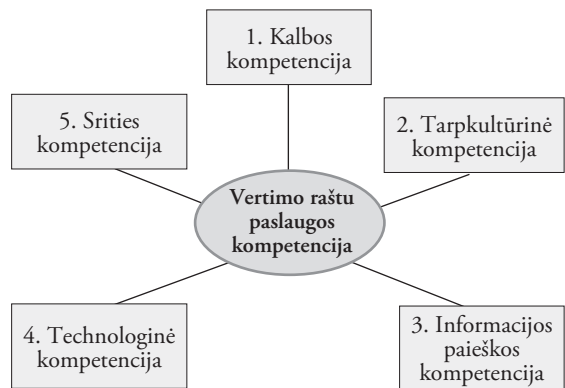 1. Kalbos
kompetencija
5. Srities
kompetencija
2. Tarpkultūrinė
kompetencija
Vertimo raštu
paslaugos
kompetencija
4. Technologinė
kompetencija
3. Informacijos
paieškos
kompetencija